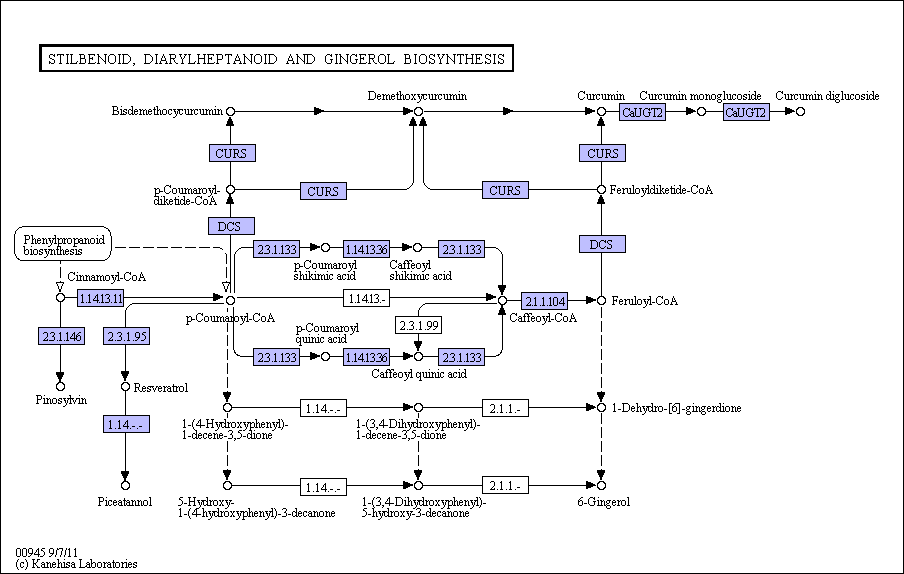 STILBENOID, DIARYLHEPTANOID AND GINGEROL BIOSYNTHESIS
Demethoxycurcumin
Curcumin
Curcumin monoglucoside
Curcumin diglucoside
Bisdemethocycurcumin
CaUGT2
CaUGT2
CURS
CURS
p-Coumaroyl-
diketide-CoA
CURS
CURS
Feruloyldiketide-CoA
DCS
DCS
Phenylpropanoid
biosynthesis
2.3.1.133
1.14.13.36
2.3.1.133
p-Coumaroyl
shikimic acid
Caffeoyl
shikimic acid
Cinnamoyl-CoA
1.14.13.11
1.14.13.-
2.1.1.104
Feruloyl-CoA
p-Coumaroyl-CoA
Caffeoyl-CoA
2.3.1.99
2.3.1.146
2.3.1.95
p-Coumaroyl
quinic acid
2.3.1.133
1.14.13.36
2.3.1.133
Caffeoyl quinic acid
Resveratrol
Pinosylvin
1.14.-.-
2.1.1.-
1-Dehydro-[6]-gingerdione
1.14.-.-
1-(4-Hydroxyphenyl)-
1-decene-3,5-dione
1-(3,4-Dihydroxyphenyl)-
1-decene-3,5-dione
1.14.-.-
2.1.1.-
Piceatannol
5-Hydroxy-
1-(4-hydroxyphenyl)-3-decanone
1-(3,4-Dihydroxyphenyl)-
5-hydroxy-3-decanone
6-Gingerol
00945 9/7/11
(c) Kanehisa Laboratories